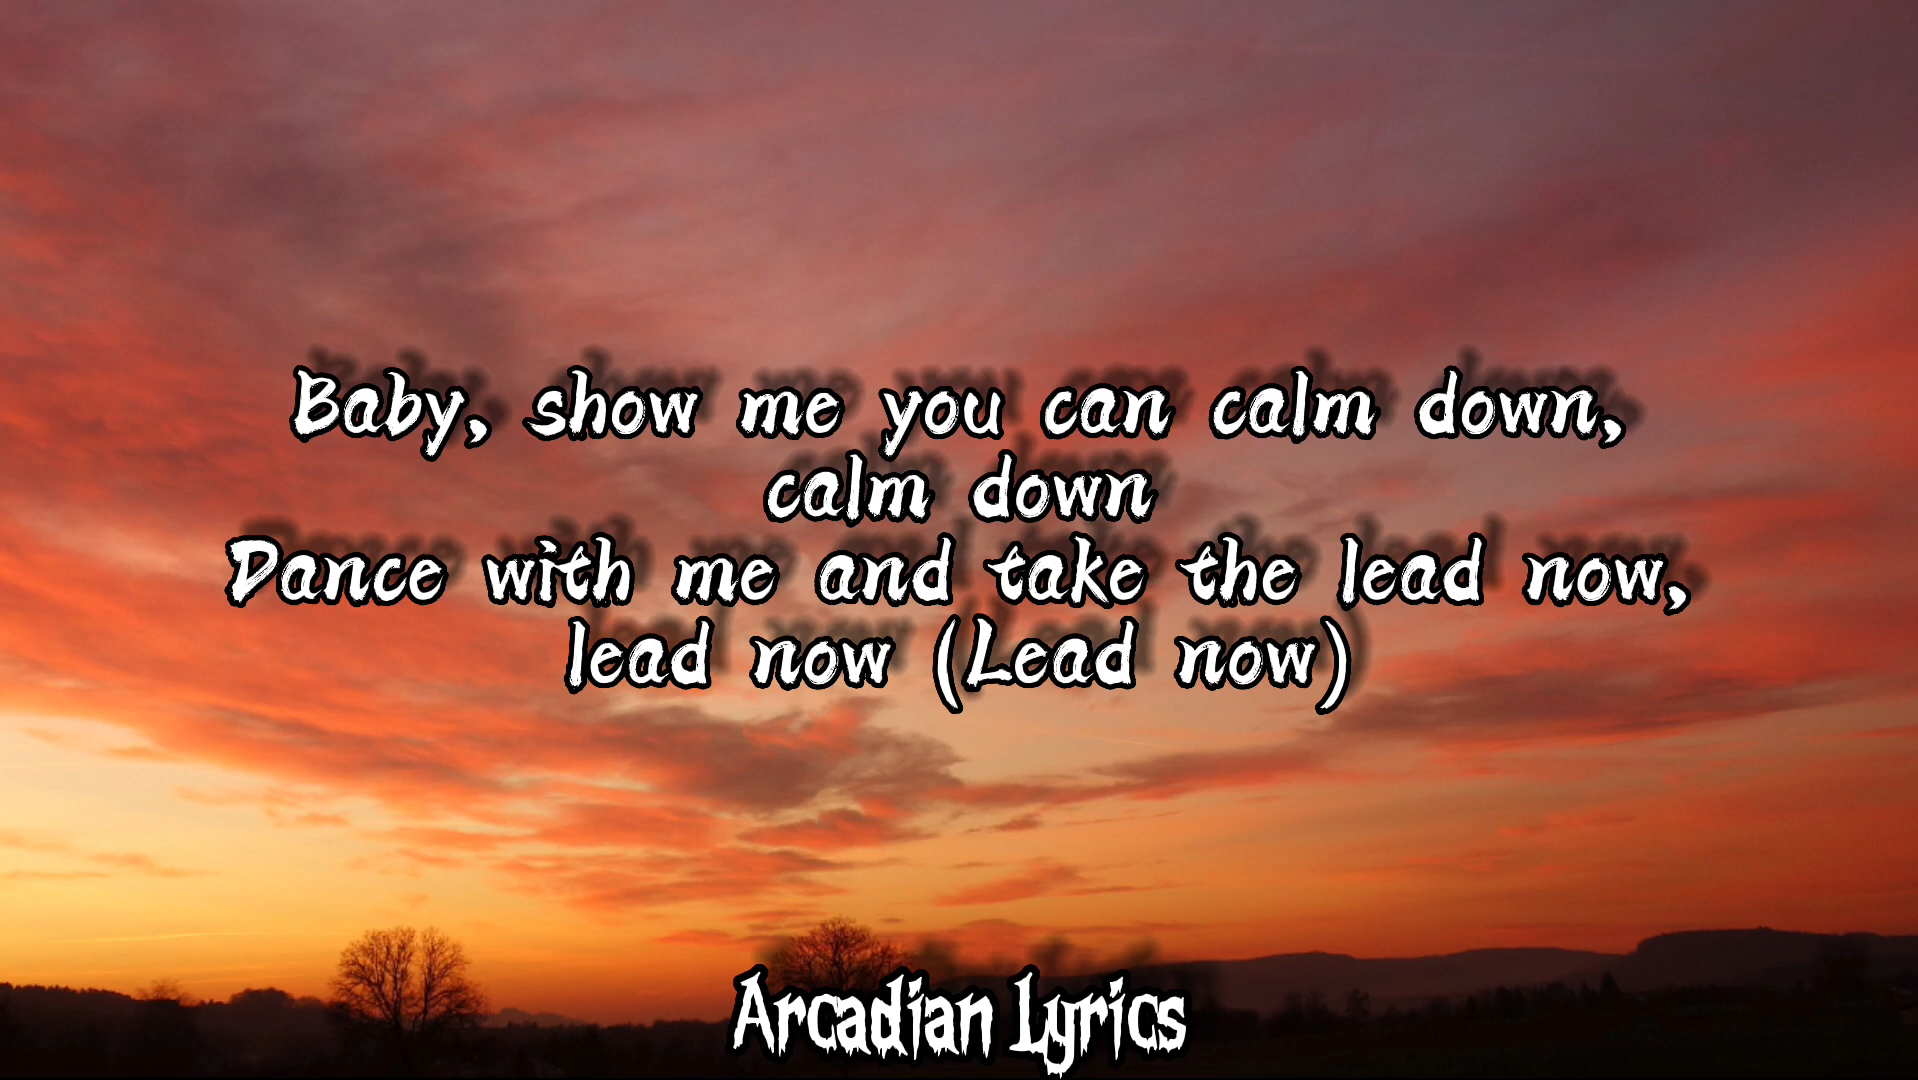 Baby, show me you can calm down,
calm down
Dance with me and take the lead now,
lead now (Lead now)
Arcadian Lyrics